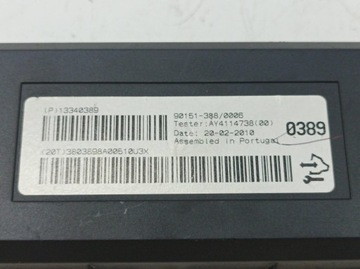 (P)13340389
90151-388/0006
Tester:AY4114738(00)
Date: 20-02-2010
Assembled in Portugal
0389
(20T)3603898A00510U3X